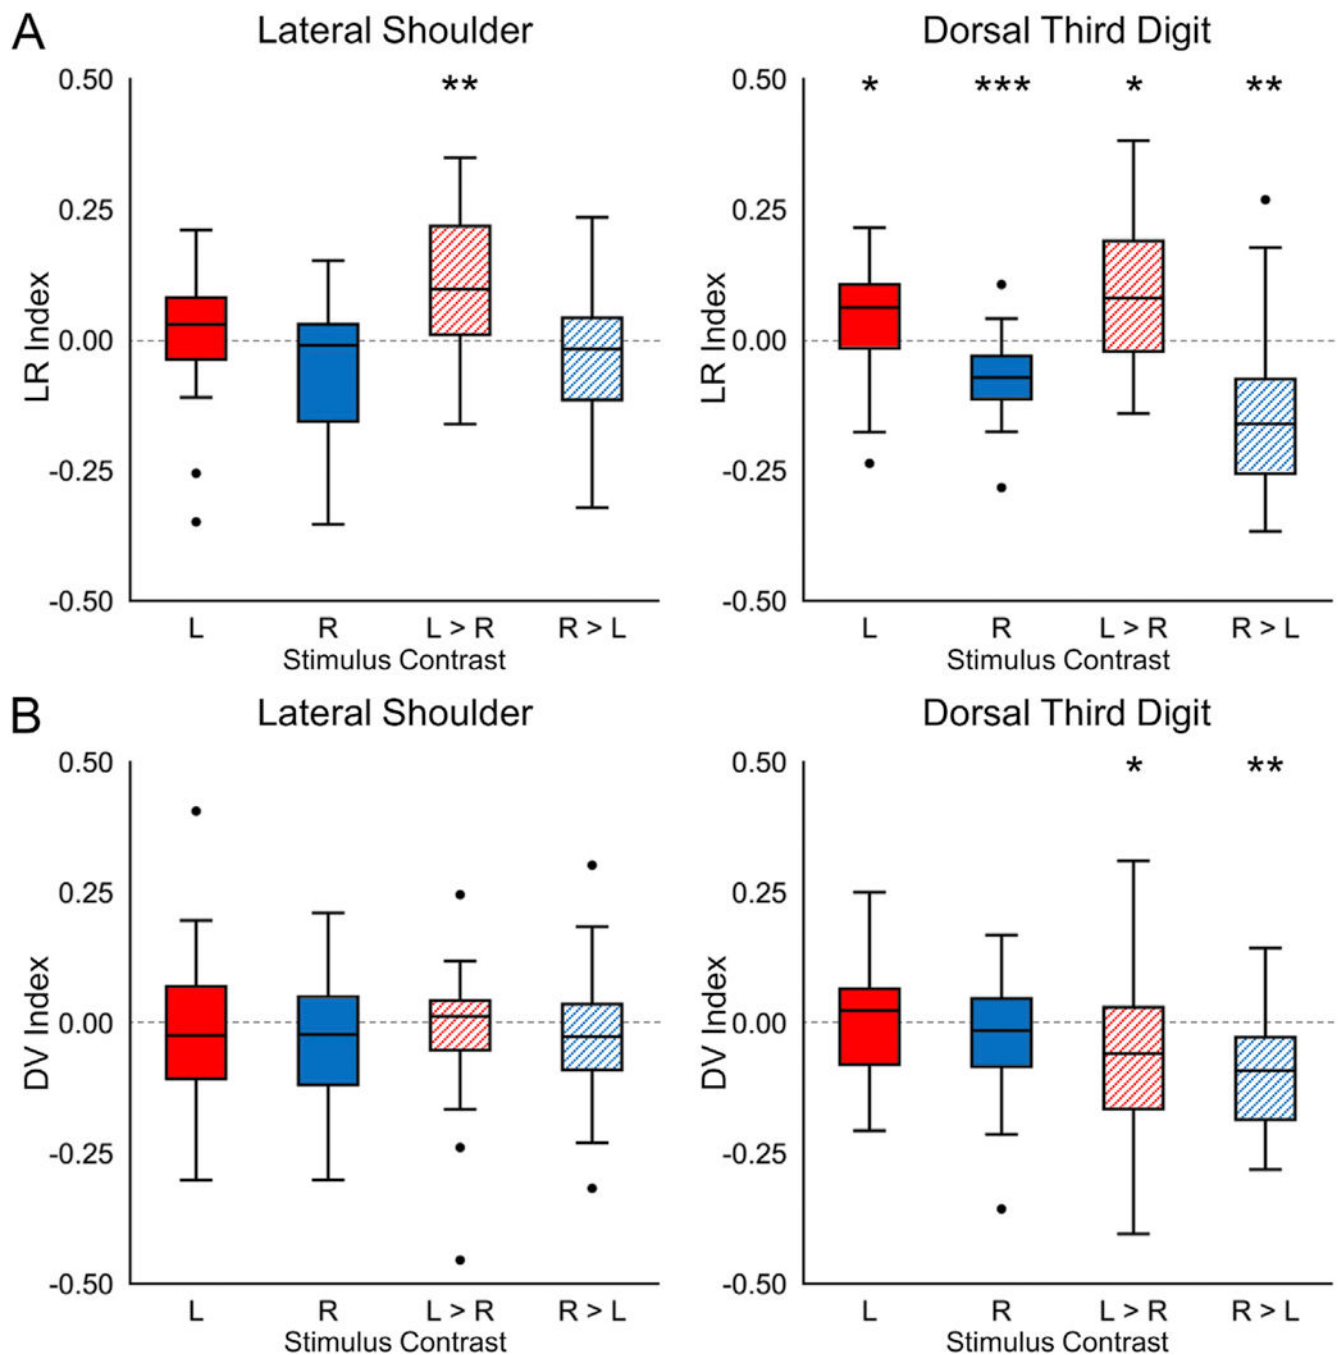 A
Lateral Shoulder
Dorsal Third Digit
0.50
0.25
0.00
-0.25
-0.50
LR Index
**
L
R
L > R
R > L
Stimulus Contrast
0.50
0.25
0.00
-0.25
-0.50
LR Index
*
***
*
**
L
R
L > R
R > L
Stimulus Contrast
B
Lateral Shoulder
Dorsal Third Digit
0.50
0.25
0.00
-0.25
-0.50
DV Index
L
R
L > R
R > L
Stimulus Contrast
0.50
0.25
0.00
-0.25
-0.50
DV Index
*
**
L
R
L > R
R > L
Stimulus Contrast